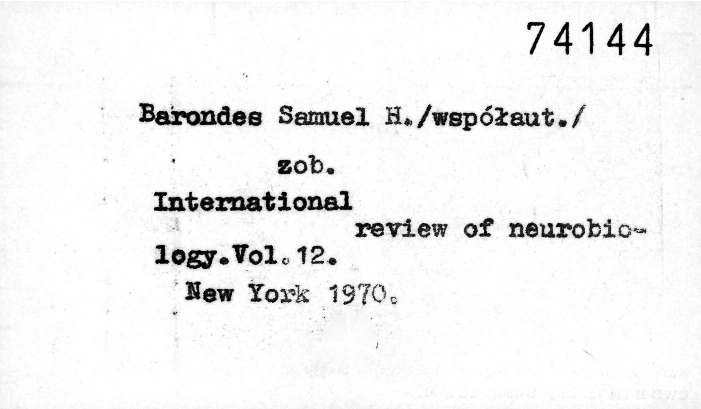 74144
Barondes Samuel H./współaut./
zob.
International
review of neurobio-
logy.Vol.12.
New York 1970.